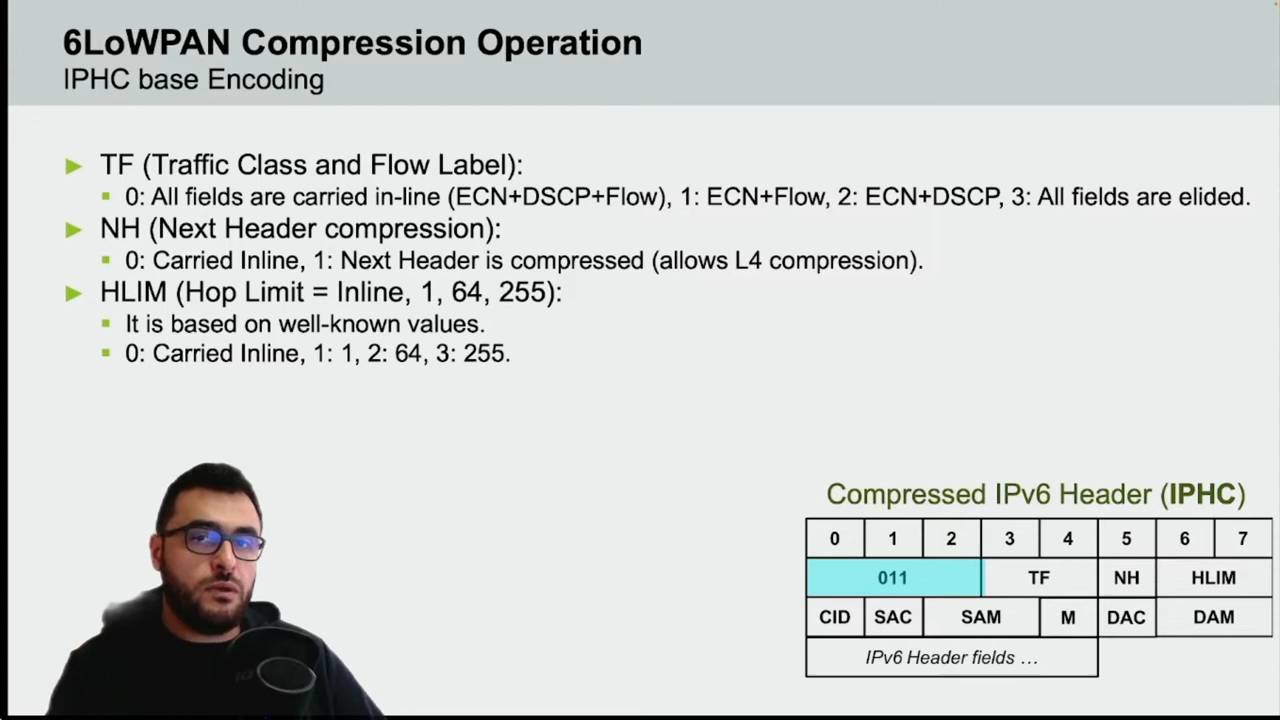 6LoWPAN Compression Operation
IPHC base Encoding
TF (Traffic Class and Flow Label):
0: All fields are carried in-line (ECN+DSCP+Flow), 1: ECN+Flow, 2: ECN+DSCP, 3: All fields are elided.
NH (Next Header compression):
0: Carried Inline, 1: Next Header is compressed (allows L4 compression).
HLIM (Hop Limit = Inline, 1, 64, 255):
It is based on well-known values.
0: Carried Inline, 1: 1, 2: 64, 3: 255.
Compressed IPv6 Header (IPHC)
0 1 2 3 4 5 6 7
011 TF NH HLIM
CID SAC SAM M DAC DAM
IPv6 Header fields …